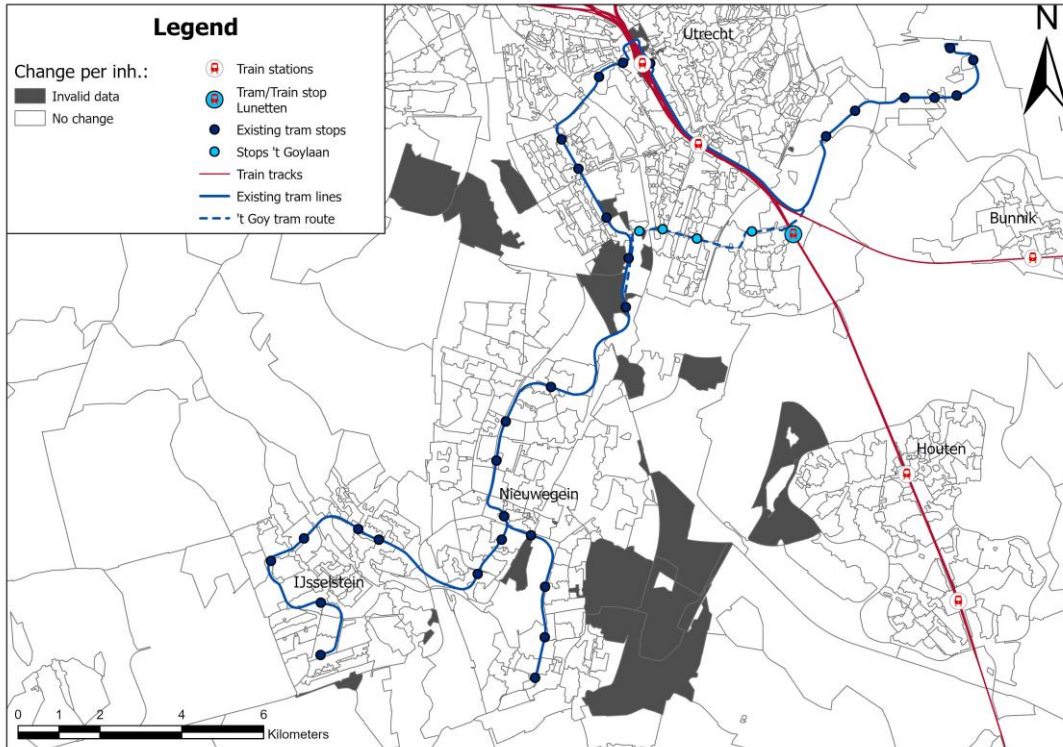 Legend
Change per inh.:
Invalid data
No change
Train stations
Tram/Train stop
Lunetten
Existing tram stops
Stops 't Goylaan
Train tracks
Existing tram lines
't Goy tram route
N
Utrecht
Bunnik
Houten
Nieuwegein
IJsselstein
0 1 2 4 6
Kilometers